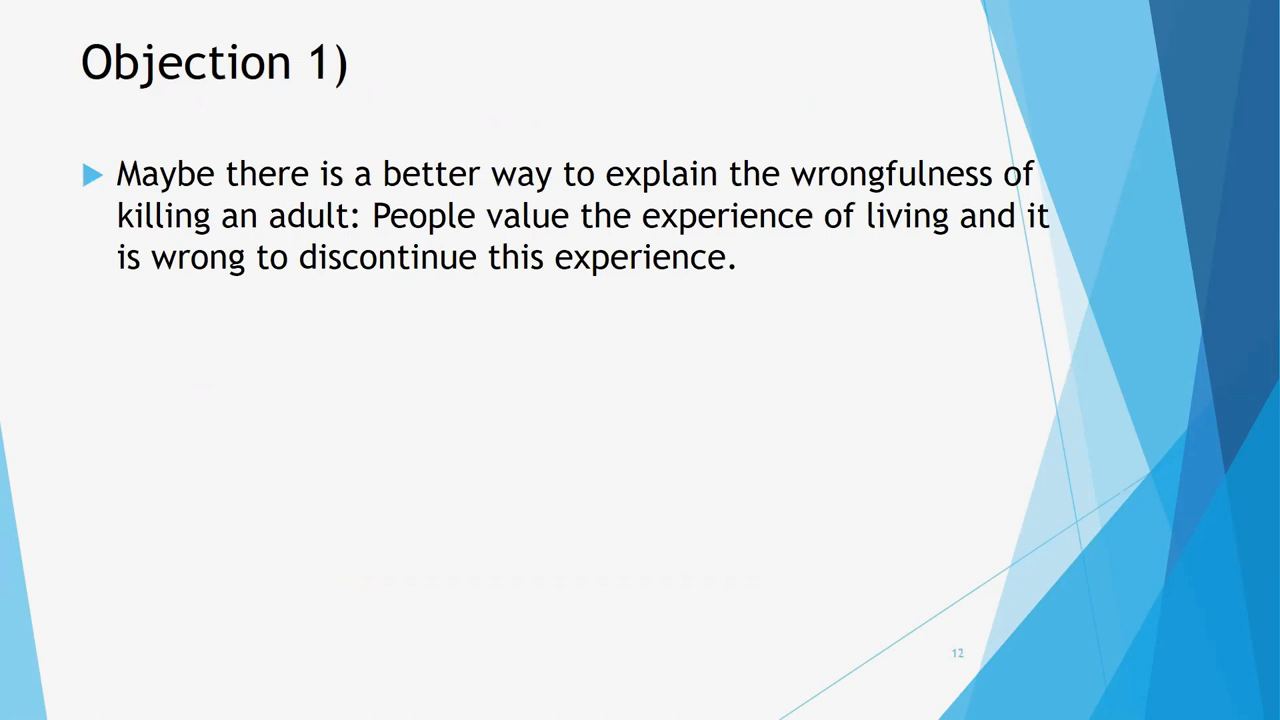 Objection 1)
Maybe there is a better way to explain the wrongfulness of
killing an adult: People value the experience of living and it
is wrong to discontinue this experience.
12